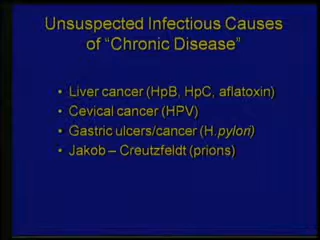 Unsuspected Infectious Causes
of “Chronic Disease”
• Liver cancer (HpB, HpC, aflatoxin)
• Cevical cancer (HPV)
• Gastric ulcers/cancer (H.pylori)
• Jakob – Creutzfeldt (prions)